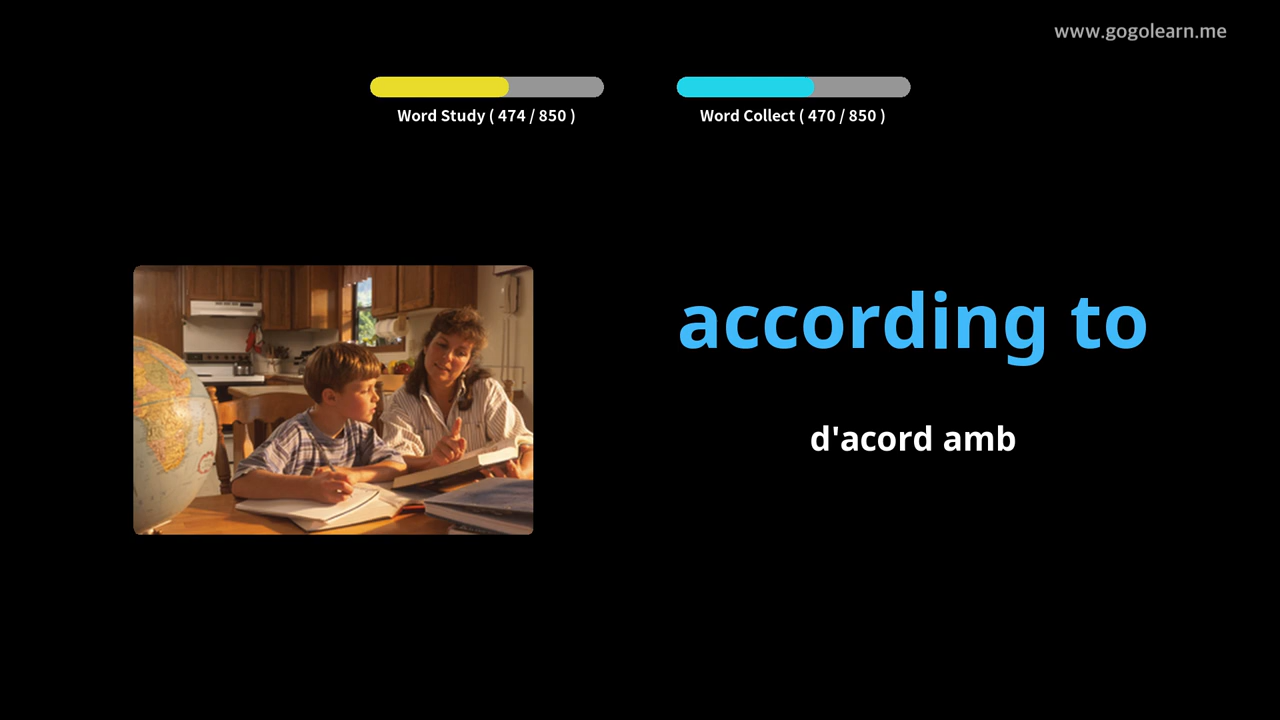 www.gogolearn.me
Word Study ( 474 / 850 )
Word Collect ( 470 / 850 )
according to
d'acord amb